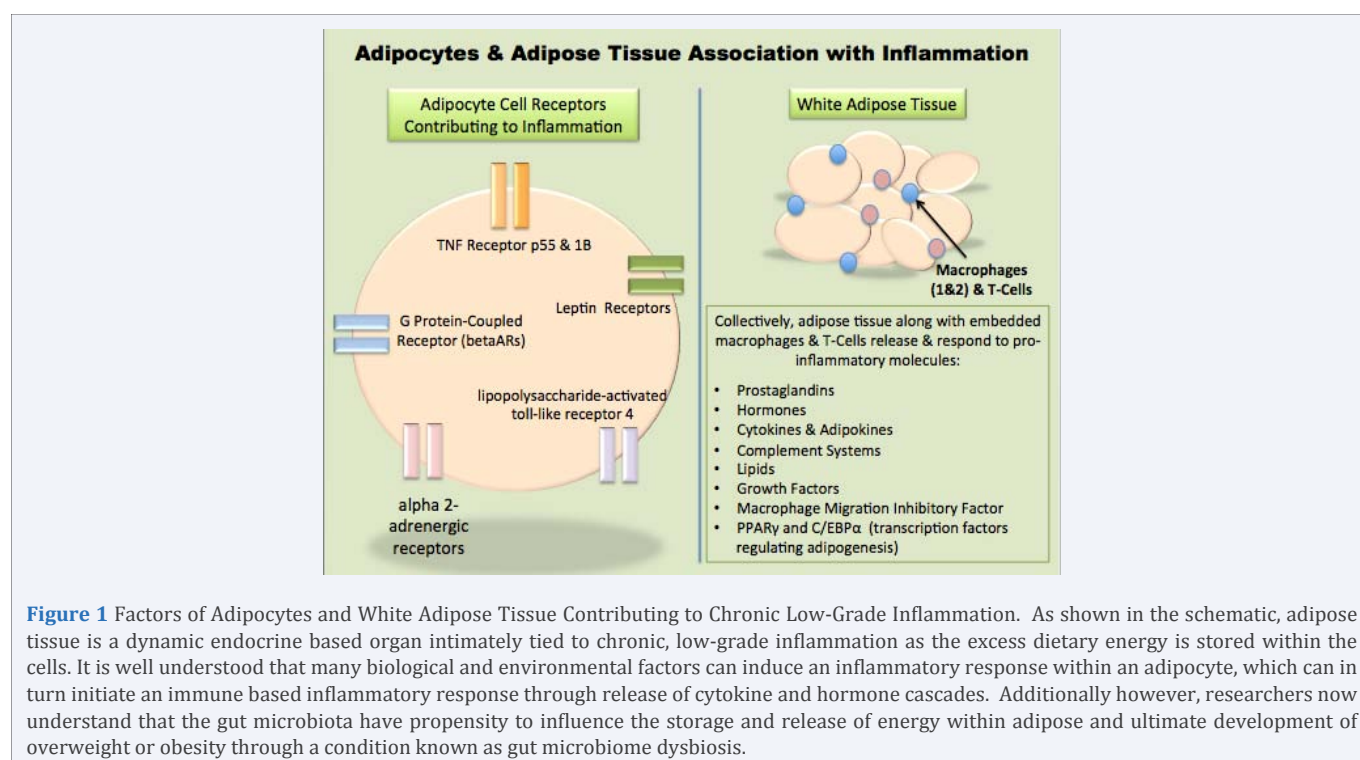 Adipocytes & Adipose Tissue Association with Inflammation
Adipocyte Cell Receptors
Contributing to Inflammation
TNF Receptor p55 & 1B
Leptin Receptors
G Protein-Coupled
Receptor (betaARs)
lipopolysaccharide-activated
toll-like receptor 4
alpha 2-
adrenergic
receptors
White Adipose Tissue
Macrophages
(1&2) & T-Cells
Collectively, adipose tissue along with embedded
macrophages & T-Cells release & respond to pro-
inflammatory molecules:
• Prostaglandins
• Hormones
• Cytokines & Adipokines
• Complement Systems
• Lipids
• Growth Factors
• Macrophage Migration Inhibitory Factor
• PPARγ and C/EBPα (transcription factors
regulating adipogenesis)
Figure 1 Factors of Adipocytes and White Adipose Tissue Contributing to Chronic Low-Grade Inflammation. As shown in the schematic, adipose
tissue is a dynamic endocrine based organ intimately tied to chronic, low-grade inflammation as the excess dietary energy is stored within the
cells. It is well understood that many biological and environmental factors can induce an inflammatory response within an adipocyte, which can in
turn initiate an immune based inflammatory response through release of cytokine and hormone cascades. Additionally however, researchers now
understand that the gut microbiota have propensity to influence the storage and release of energy within adipose and ultimate development of
overweight or obesity through a condition known as gut microbiome dysbiosis.